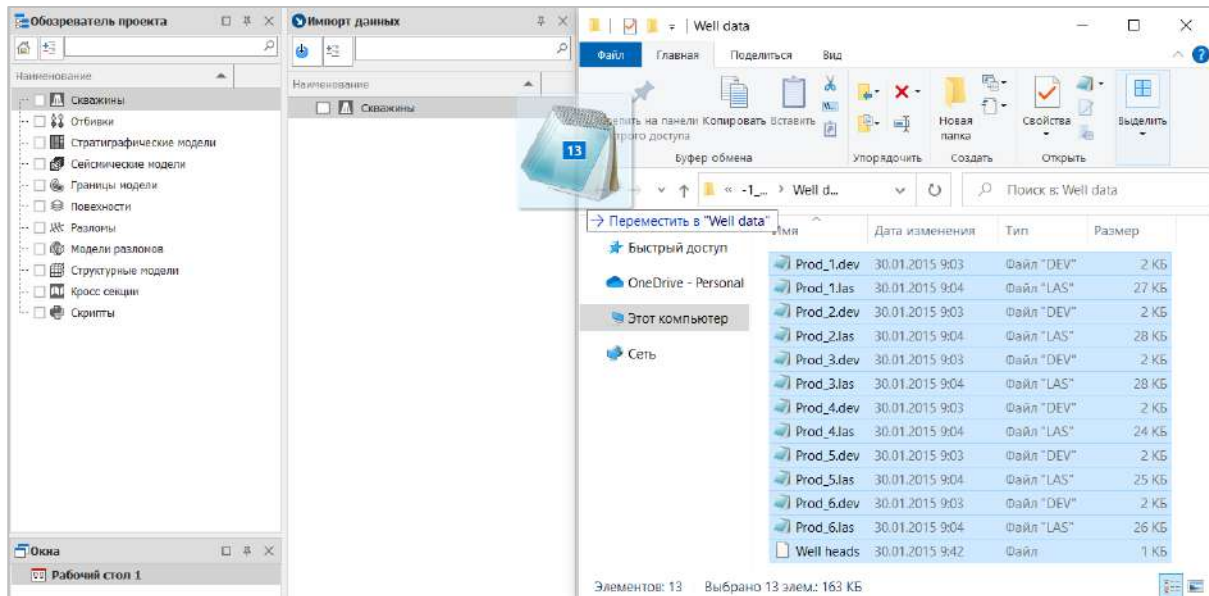 Обозреватель проекта
Наименование
Скважины
Отбивки
Стратиграфические модели
Сейсмические модели
Границы модели
Повехности
Разломы
Модели разломов
Структурные модели
Кросс секции
Скрипты
Окна
Рабочий стол 1
Импорт данных
Наименование
Скважины
13
Well data
Файл Главная Поделиться Вид
на панели Копировать Вставить
доступа
Новая
папка
Свойства
Выделить
Буфер обмена Упорядочить Создать Открыть
« -1_... > Well d... Поиск в: Well data
Переместить в "Well data"
Имя Дата изменения Тип Размер
Быстрый доступ
OneDrive - Personal
Этот компьютер
Сеть
Prod_1.dev 30.01.2015 9:03 Файл "DEV" 2 КБ
Prod_1.las 30.01.2015 9:04 Файл "LAS" 27 КБ
Prod_2.dev 30.01.2015 9:03 Файл "DEV" 2 КБ
Prod_2.las 30.01.2015 9:04 Файл "LAS" 28 КБ
Prod_3.dev 30.01.2015 9:03 Файл "DEV" 2 КБ
Prod_3.las 30.01.2015 9:04 Файл "LAS" 28 КБ
Prod_4.dev 30.01.2015 9:03 Файл "DEV" 2 КБ
Prod_4.las 30.01.2015 9:04 Файл "LAS" 24 КБ
Prod_5.dev 30.01.2015 9:03 Файл "DEV" 2 КБ
Prod_5.las 30.01.2015 9:04 Файл "LAS" 25 КБ
Prod_6.dev 30.01.2015 9:03 Файл "DEV" 2 КБ
Prod_6.las 30.01.2015 9:04 Файл "LAS" 26 КБ
Well heads 30.01.2015 9:42 Файл 1 КБ
Элементов: 13 Выбрано 13 элем.: 163 КБ